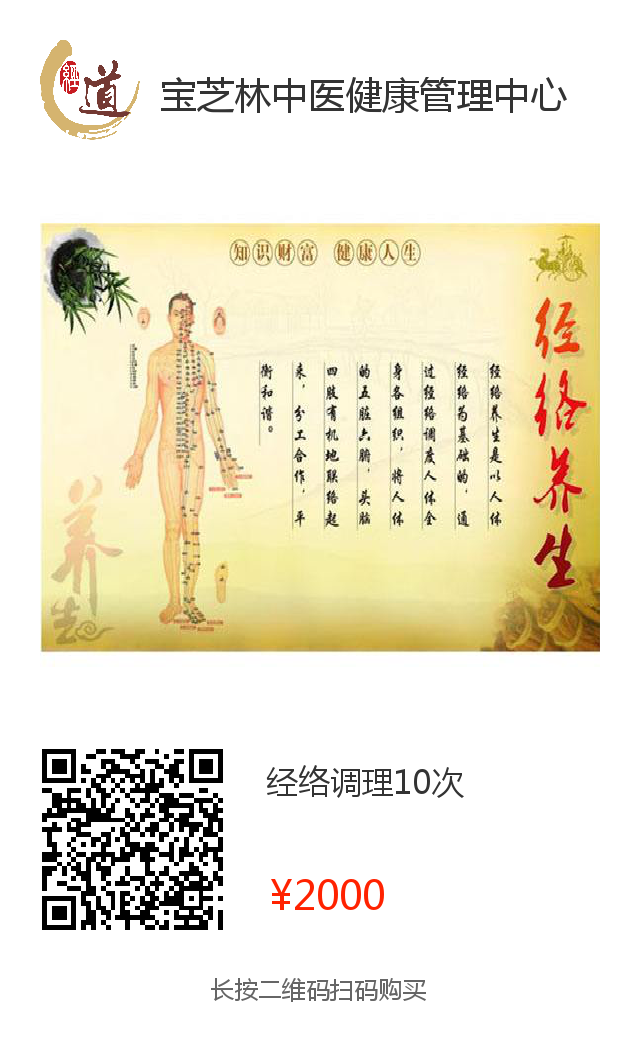 经
道
宝芝林中医健康管理中心
知识财富 健康人生
经络养生
经络养生是以人体
经络为基础的，通
过经络调度人体全
身各组织，将人体
的五脏六腑，头脑
四肢有机地联络起
来，分工合作，平
衡和谐。
养生
经络调理10次
¥2000
长按二维码扫码购买